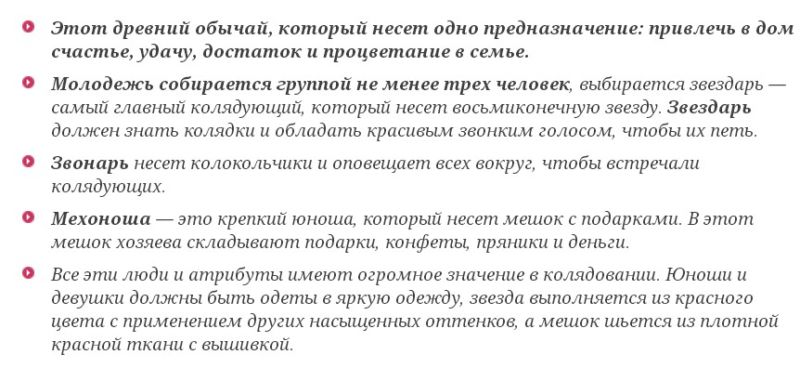 Этот древний обычай, который несет одно предназначение: привлечь в дом
счастье, удачу, достаток и процветание в семье.
Молодежь собирается группой не менее трех человек, выбирается звездарь —
самый главный колядующий, который несет восьмиконечную звезду. Звездарь
должен знать колядки и обладать красивым звонким голосом, чтобы их петь.
Звонарь несет колокольчики и оповещает всех вокруг, чтобы встречали
колядующих.
Мехоноша — это крепкий юноша, который несет мешок с подарками. В этот
мешок хозяева складывают подарки, конфеты, пряники и деньги.
Все эти люди и атрибуты имеют огромное значение в колядовании. Юноши и
девушки должны быть одеты в яркую одежду, звезда выполняется из красного
цвета с применением других насыщенных оттенков, а мешок шьется из плотной
красной ткани с вышивкой.